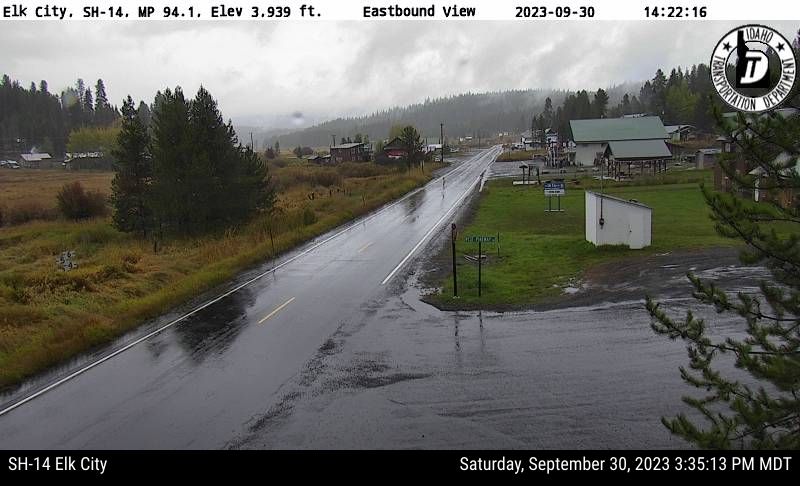 Elk City, SH-14, MP 94.1, Elev 3,939 ft. Eastbound View 2023-09-30 14:22:16
IDAHO
TRANSPORTATION DEPARTMENT
SH-14 Elk City Saturday, September 30, 2023 3:35:13 PM MDT